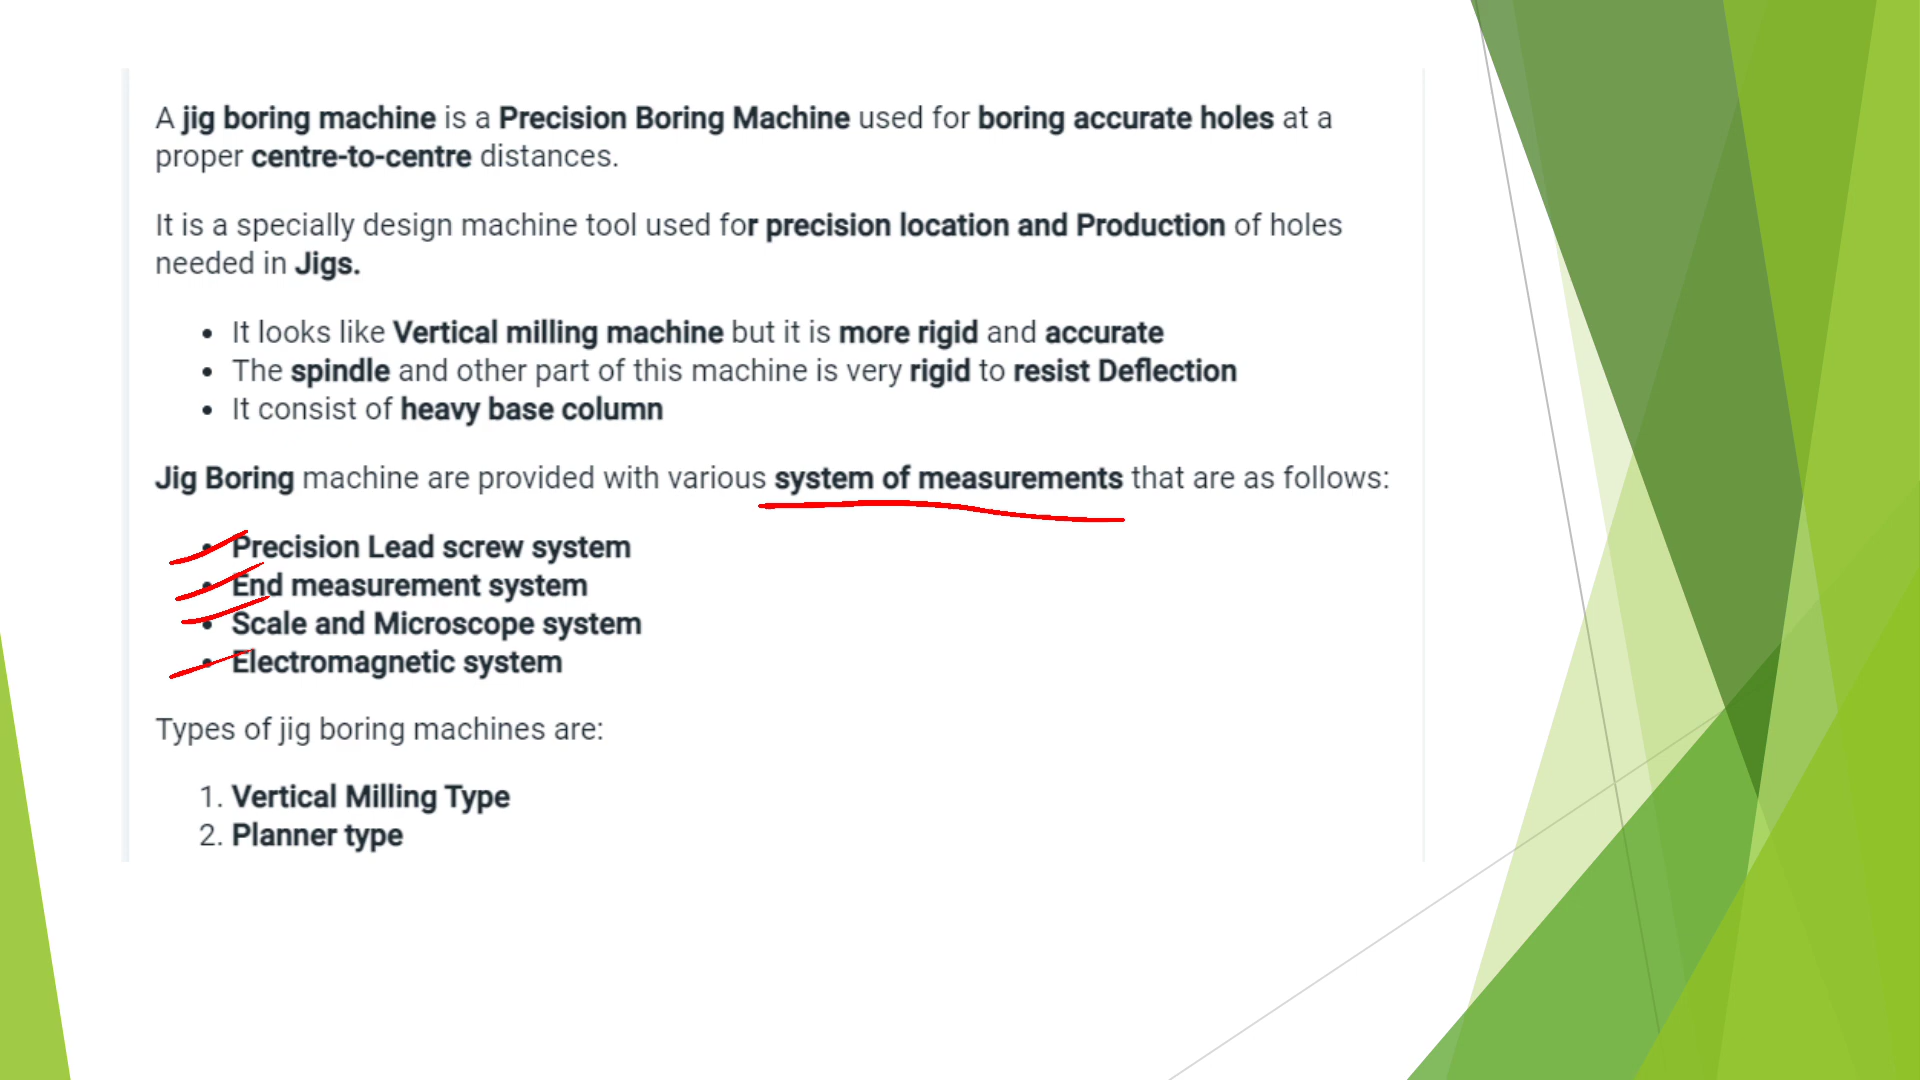 A jig boring machine is a Precision Boring Machine used for boring accurate holes at a
proper centre-to-centre distances.
It is a specially design machine tool used for precision location and Production of holes
needed in Jigs.
• It looks like Vertical milling machine but it is more rigid and accurate
• The spindle and other part of this machine is very rigid to resist Deflection
• It consist of heavy base column
Jig Boring machine are provided with various system of measurements that are as follows:
• Precision Lead screw system
• End measurement system
• Scale and Microscope system
• Electromagnetic system
Types of jig boring machines are:
1. Vertical Milling Type
2. Planner type